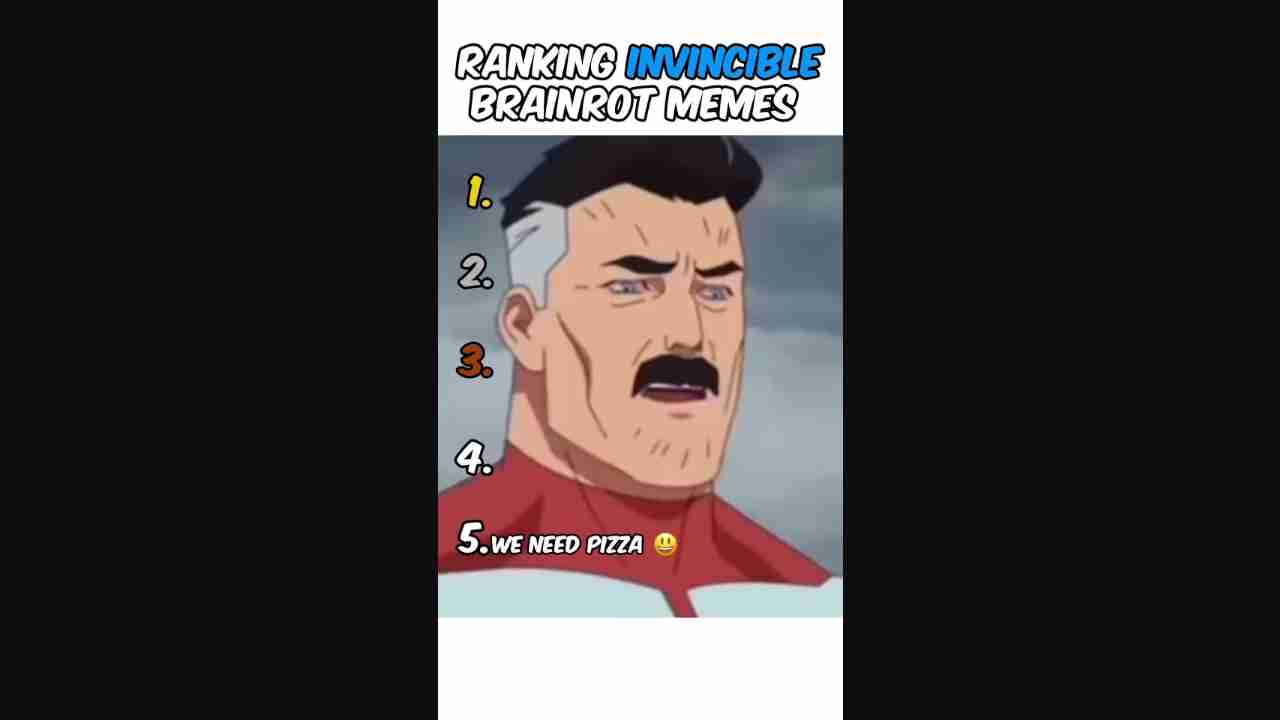 RANKING INVINCIBLE
BRAINROT MEMES
1.
2.
3.
4.
5.WE NEED PIZZA 😃